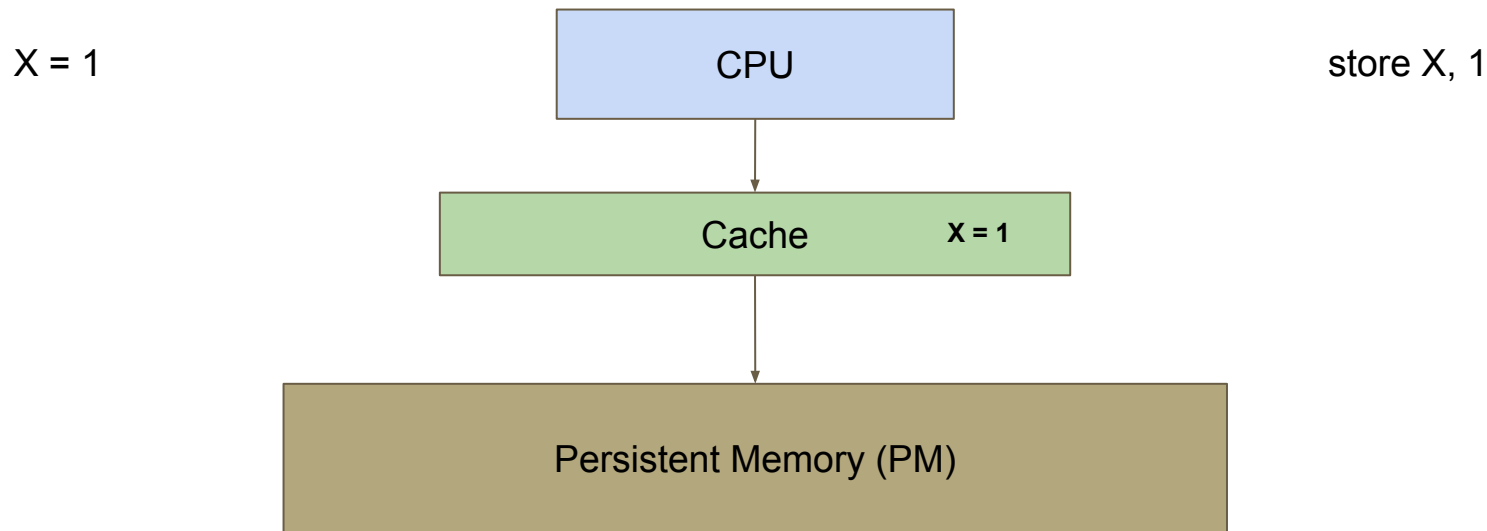 X = 1
CPU
store X, 1
Cache
X = 1
Persistent Memory (PM)